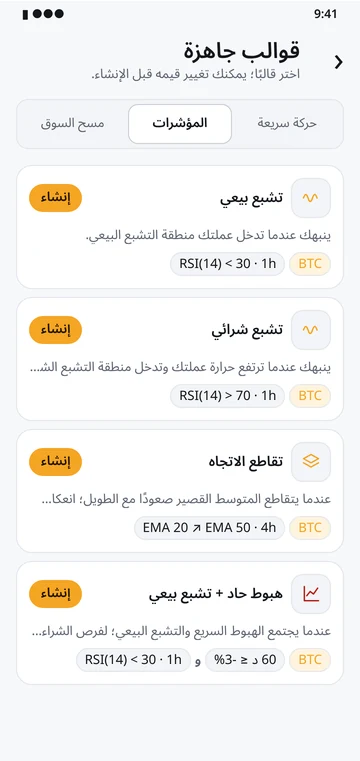 9:41
قوالب جاهزة
اختر قالبًا؛ يمكنك تغيير قيمه قبل الإنشاء.
حركة سريعة
المؤشرات
مسح السوق
تشبع بيعي
إنشاء
ينبهك عندما تدخل عملتك منطقة التشبع البيعي.
BTC RSI(14) < 30 · 1h
تشبع شرائي
إنشاء
ينبهك عندما ترتفع حرارة عملتك وتدخل منطقة التشبع الشـ...
BTC RSI(14) > 70 · 1h
تقاطع الاتجاه
إنشاء
عندما يتقاطع المتوسط القصير صعودًا مع الطويل؛ انعكا...
BTC EMA 20 ↗ EMA 50 · 4h
هبوط حاد + تشبع بيعي
إنشاء
عندما يجتمع الهبوط السريع والتشبع البيعي؛ لفرص الشراء...
BTC 60 د ≤ -3% و RSI(14) < 30 · 1h